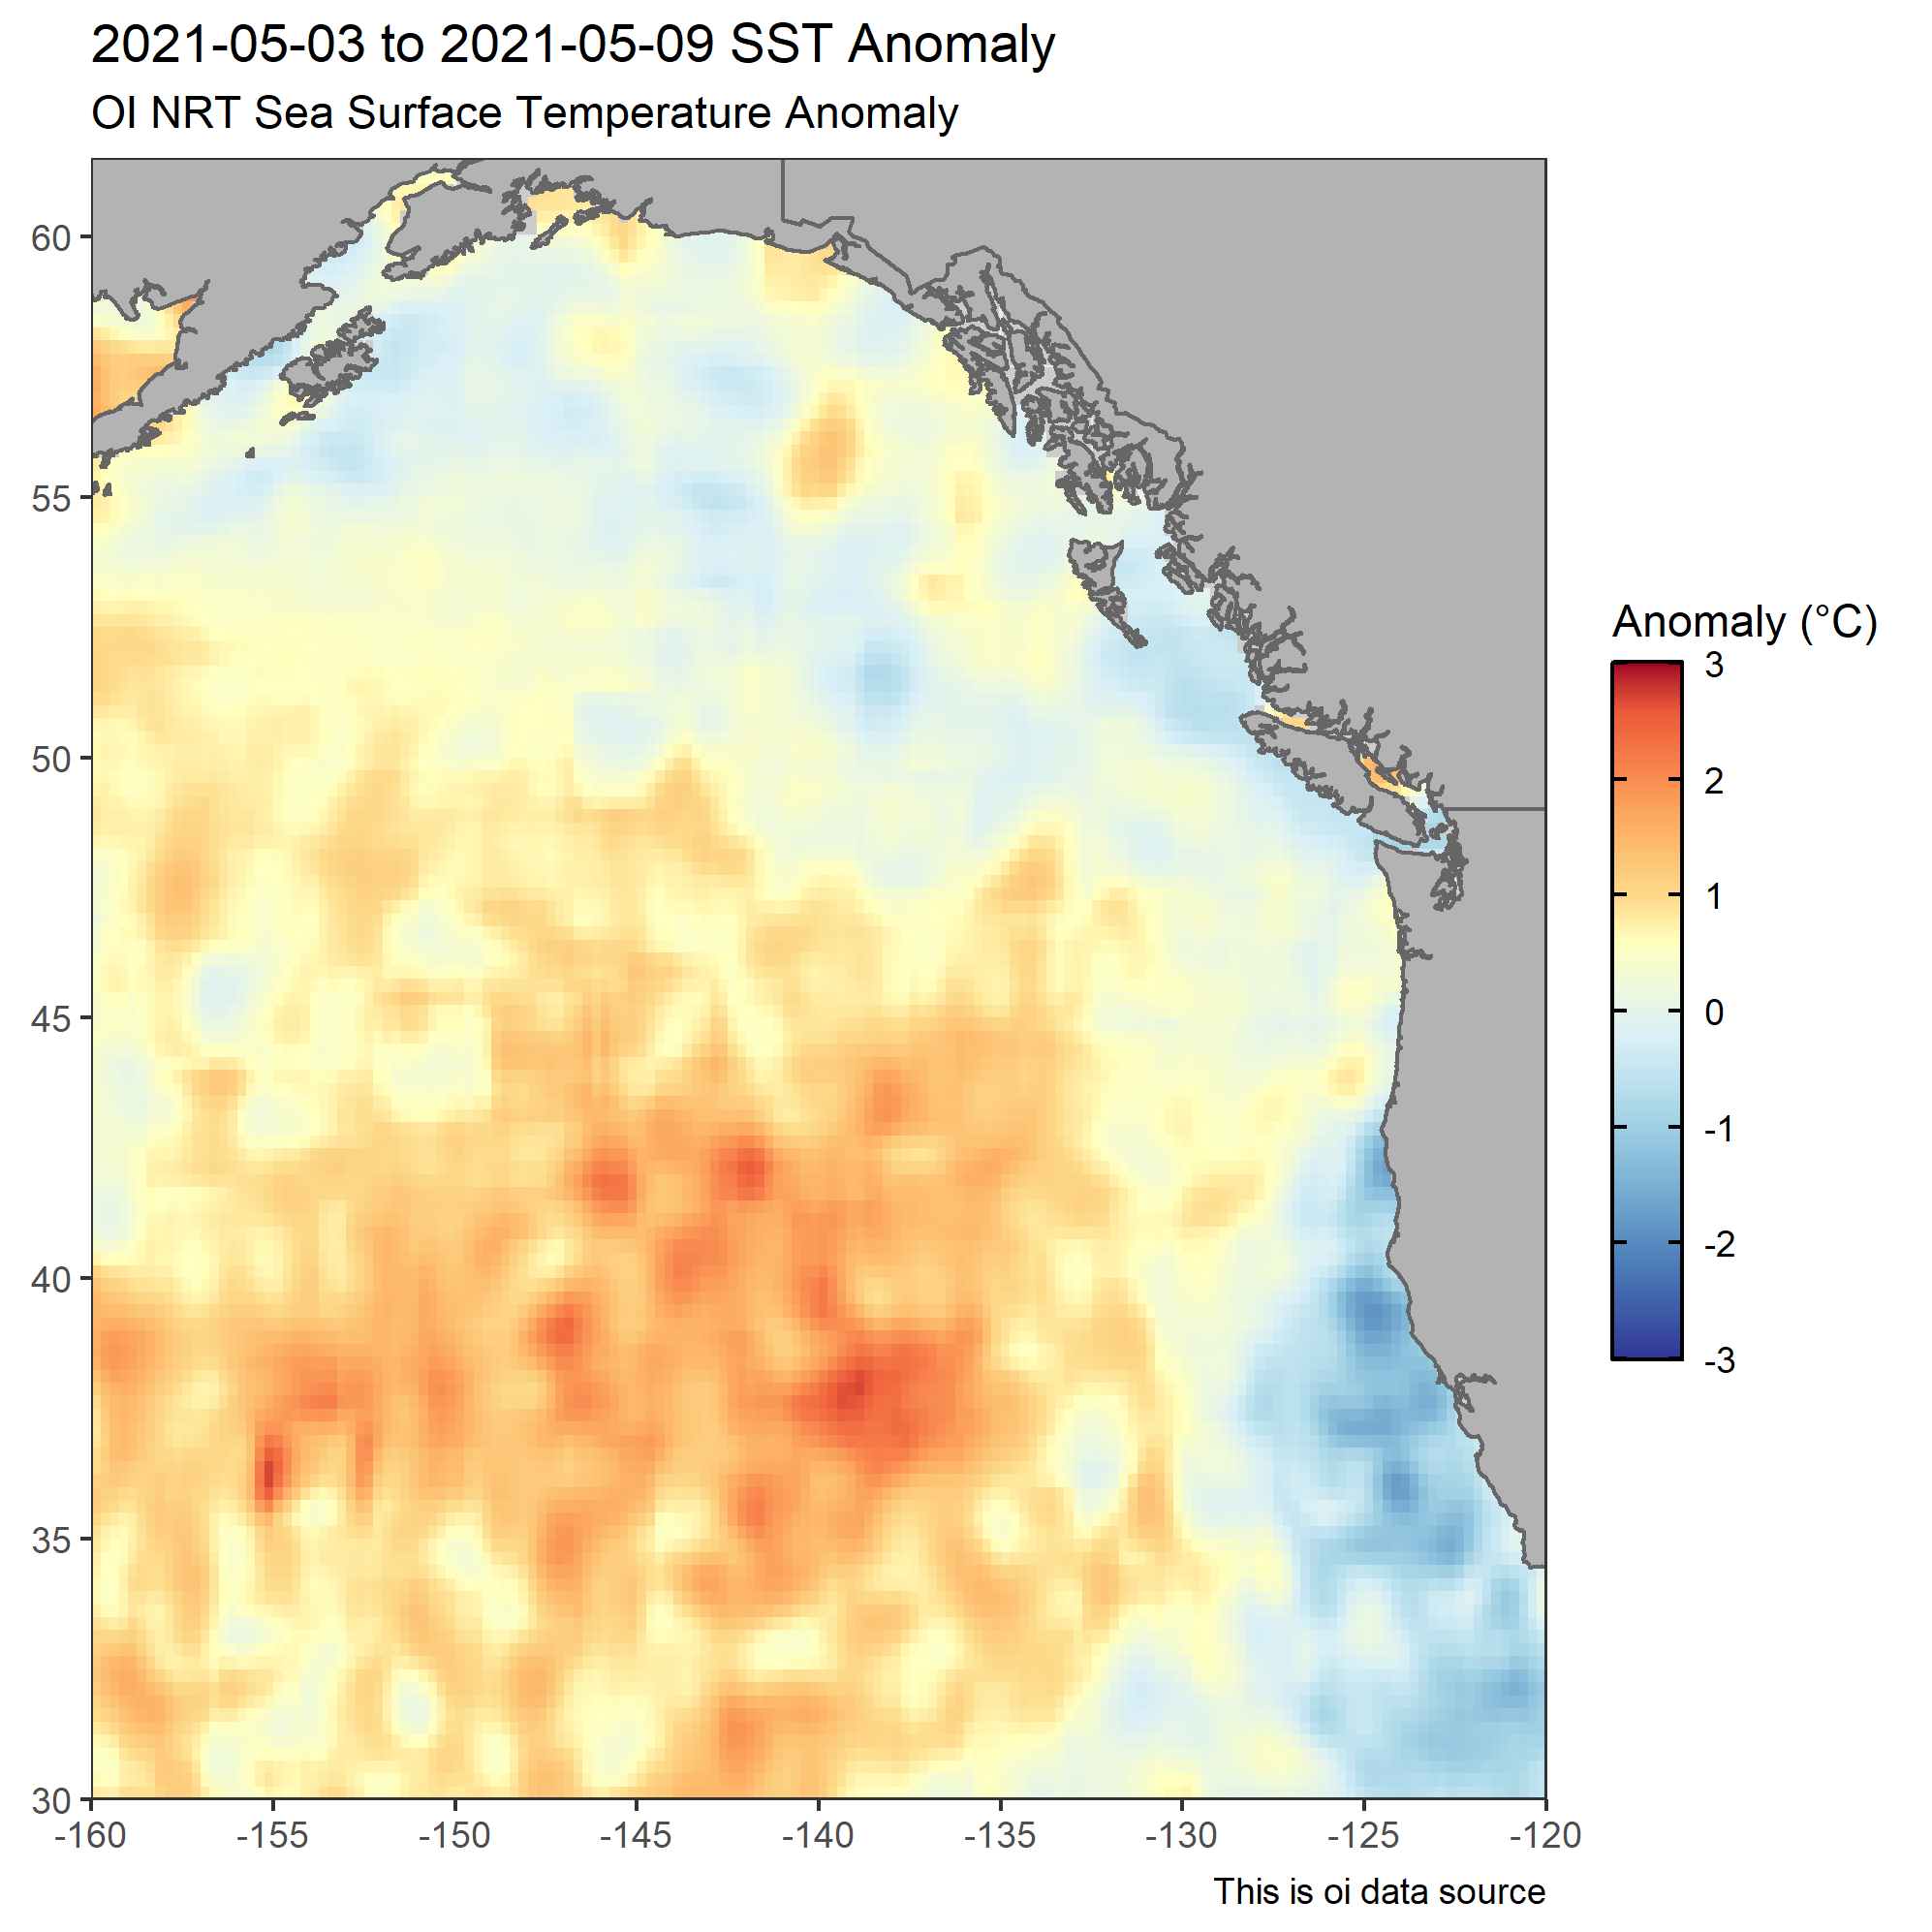 2021-05-03 to 2021-05-09 SST Anomaly
OI NRT Sea Surface Temperature Anomaly
60
55
50
45
40
35
30
-160 -155 -150 -145 -140 -135 -130 -125 -120
Anomaly (°C)
3
2
1
0
-1
-2
-3
This is oi data source